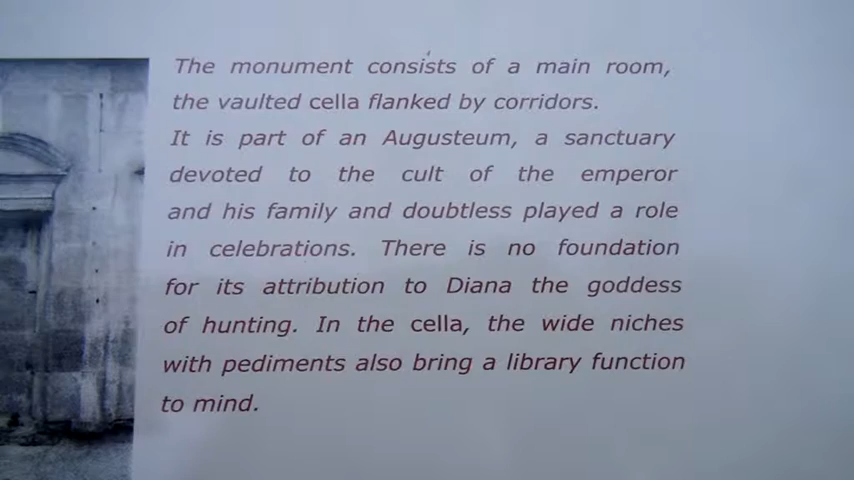 The monument consists of a main room,
the vaulted cella flanked by corridors.
It is part of an Augusteum, a sanctuary
devoted to the cult of the emperor
and his family and doubtless played a role
in celebrations. There is no foundation
for its attribution to Diana the goddess
of hunting. In the cella, the wide niches
with pediments also bring a library function
to mind.